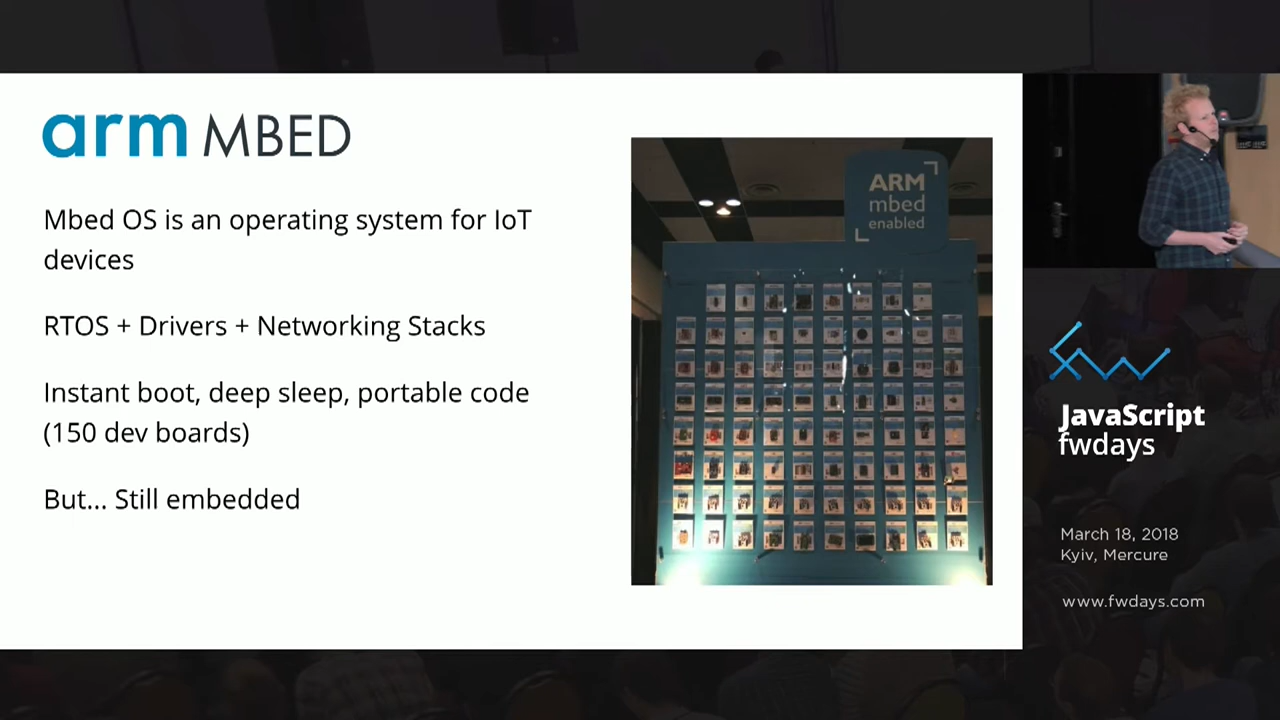 arm MBED
Mbed OS is an operating system for IoT
devices
RTOS + Drivers + Networking Stacks
Instant boot, deep sleep, portable code
(150 dev boards)
But... Still embedded
ARM
mbed
enabled
JavaScript
fwdays
March 18, 2018
Kyiv, Mercure
www.fwdays.com